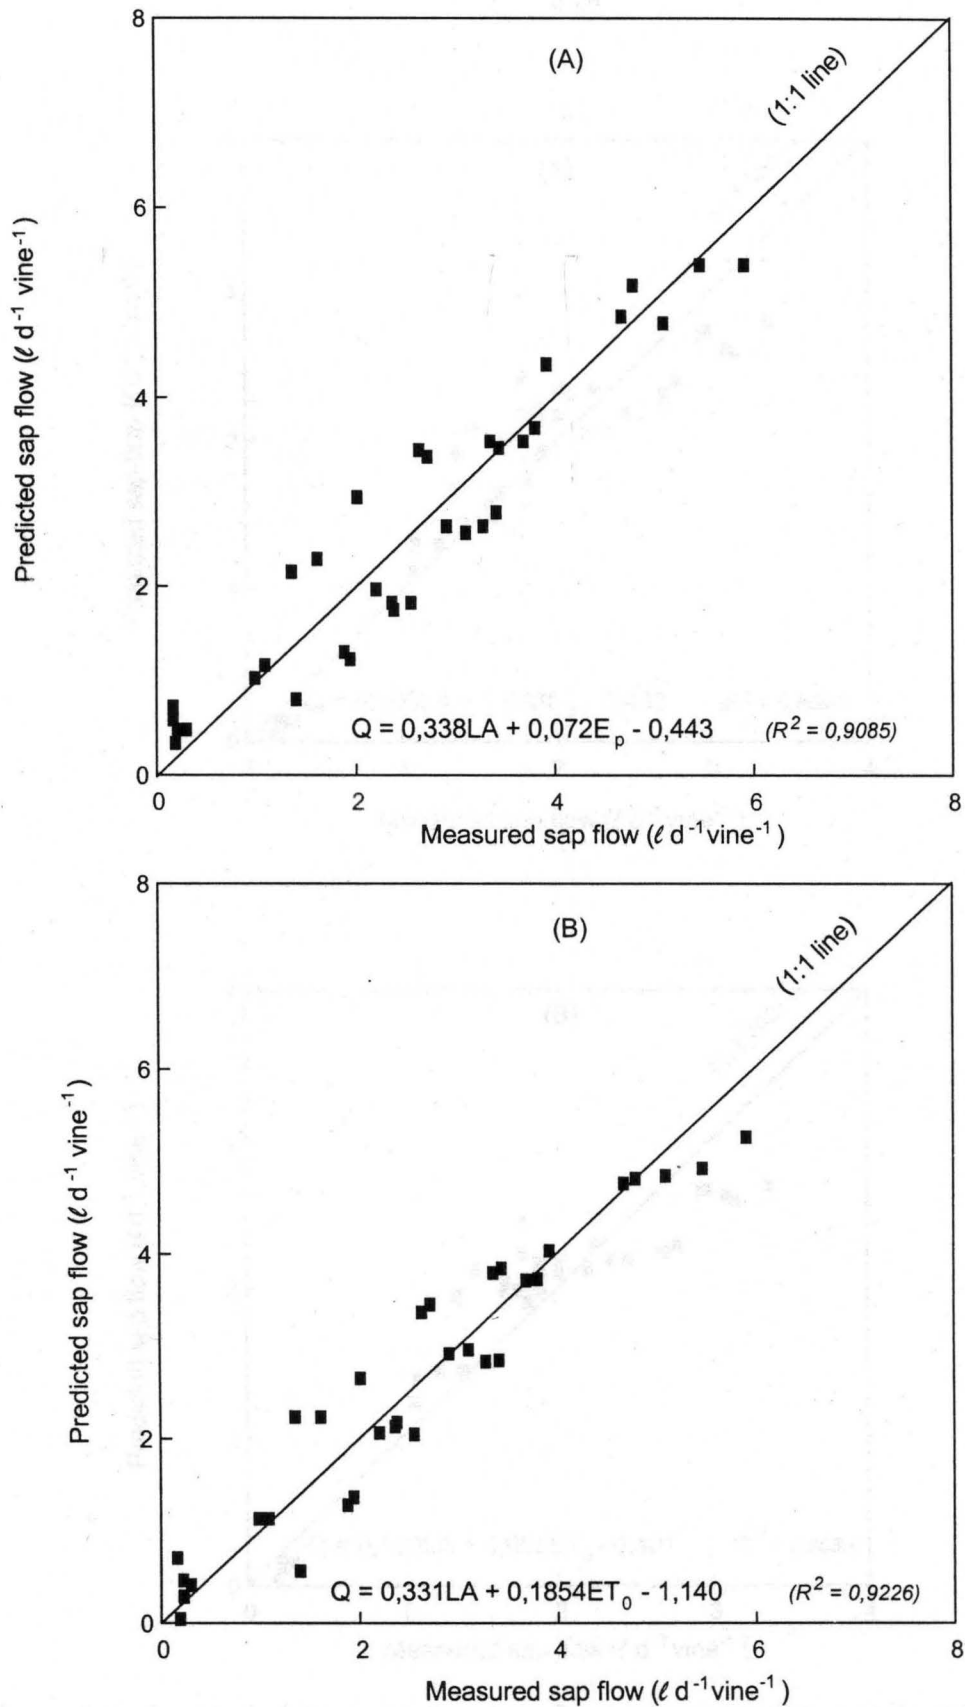 8
(A)
(1:1 line)
6
Predicted sap flow (ℓ d⁻¹ vine⁻¹)
4
2
Q = 0,338LA + 0,072Eₚ - 0,443 (R² = 0,9085)
0
0 2 4 6 8
Measured sap flow (ℓ d⁻¹vine⁻¹ )
8
(B)
(1:1 line)
6
Predicted sap flow (ℓ d⁻¹ vine⁻¹)
4
2
Q = 0,331LA + 0,1854ET₀ - 1,140 (R² = 0,9226)
0
0 2 4 6 8
Measured sap flow (ℓ d⁻¹vine⁻¹ )